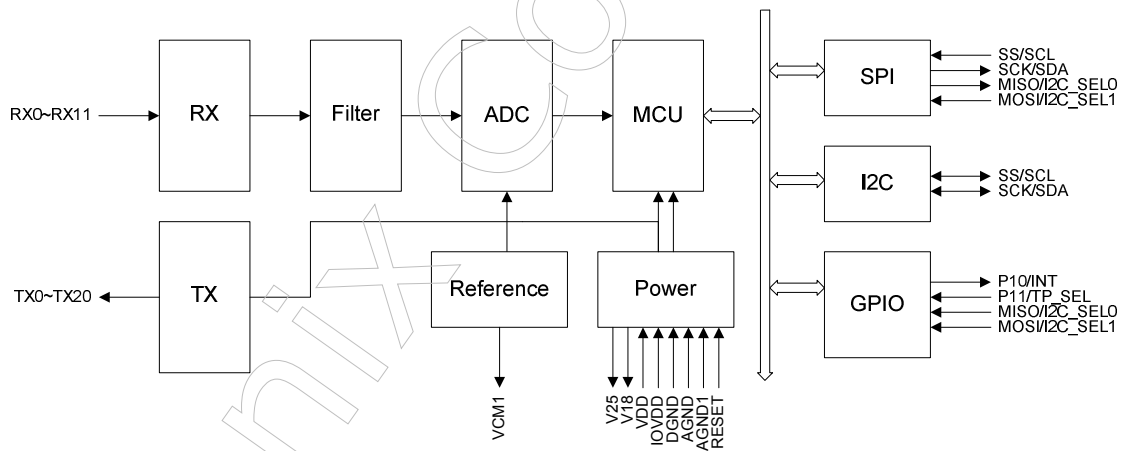 RX0~RX11
RX
Filter
ADC
MCU
SPI
SS/SCL
SCK/SDA
MISO/I2C_SEL0
MOSI/I2C_SEL1
I2C
SS/SCL
SCK/SDA
TX0~TX20
TX
Reference
Power
GPIO
P10/INT
P11/TP_SEL
MISO/I2C_SEL0
MOSI/I2C_SEL1
VCM1
V25
V18
VDD
IOVDD
DGND
AGND
AGND1
RESET